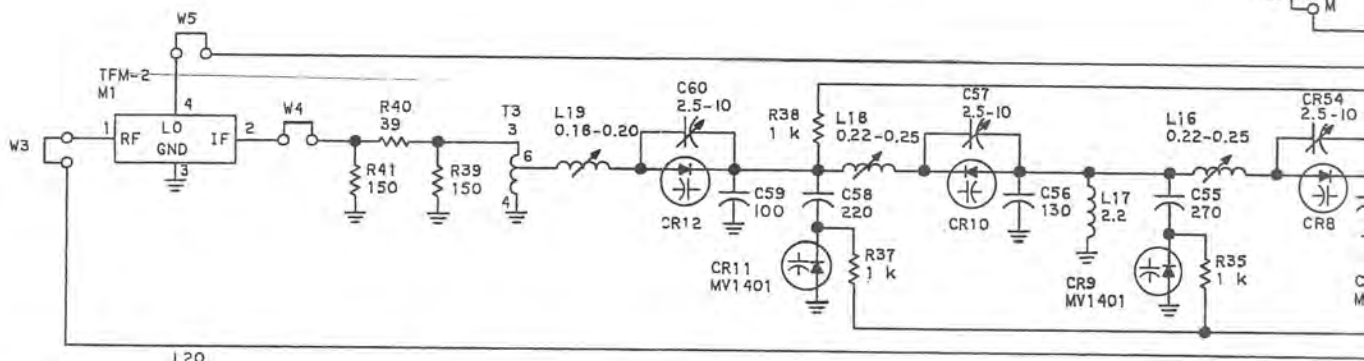 M
W5
TFM-2
M1
4
LO
1 RF IF 2
GND
3
W3
W4
R40
39
R41
150
R39
150
T3
3
6
4
L19
0.16-0.20
C60
2.5-10
CR12
C59
100
R38
1 k
L18
0.22-0.25
C58
220
CR11
MV1401
R37
1 k
C57
2.5-10
CR10
C56
130
L17
2.2
L16
0.22-0.25
C55
270
CR9
MV1401
R35
1 k
CR54
2.5-10
CR8
C
M
L20